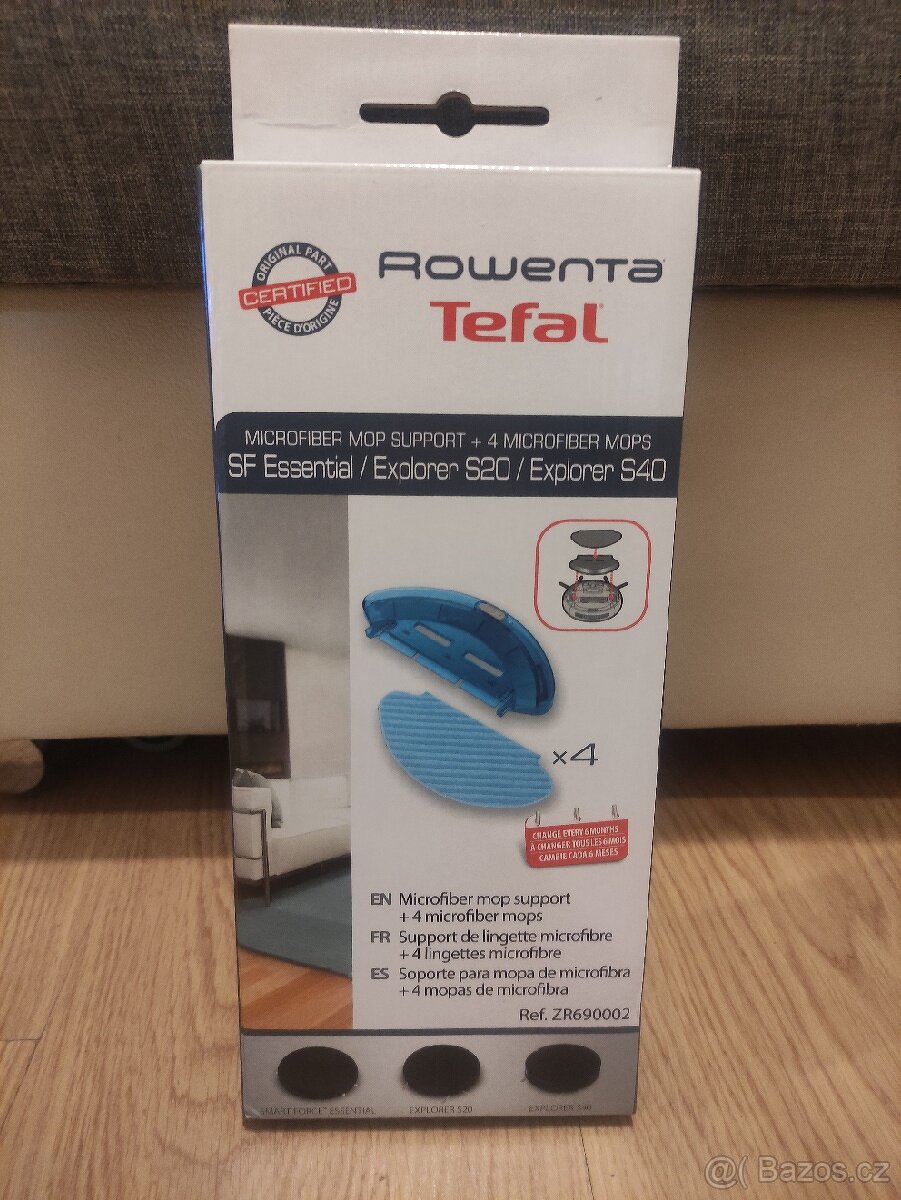 ORIGINAL PART
CERTIFIED
PIÈCE D'ORIGINE
Rowenta
Tefal
MICROFIBER MOP SUPPORT + 4 MICROFIBER MOPS
SF Essential / Explorer S20 / Explorer S40
x4
CHANGE EVERY 6 MONTHS
À CHANGER TOUS LES 6 MOIS
CAMBIE CADA 6 MESES
EN Microfiber mop support
+ 4 microfiber mops
FR Support de lingette microfibre
+ 4 lingettes microfibre
ES Soporte para mopa de microfibra
+ 4 mopas de microfibra
Ref. ZR690002
SMART FORCE™ ESSENTIAL
EXPLORER S20
EXPLORER S40
@( Bazos.cz